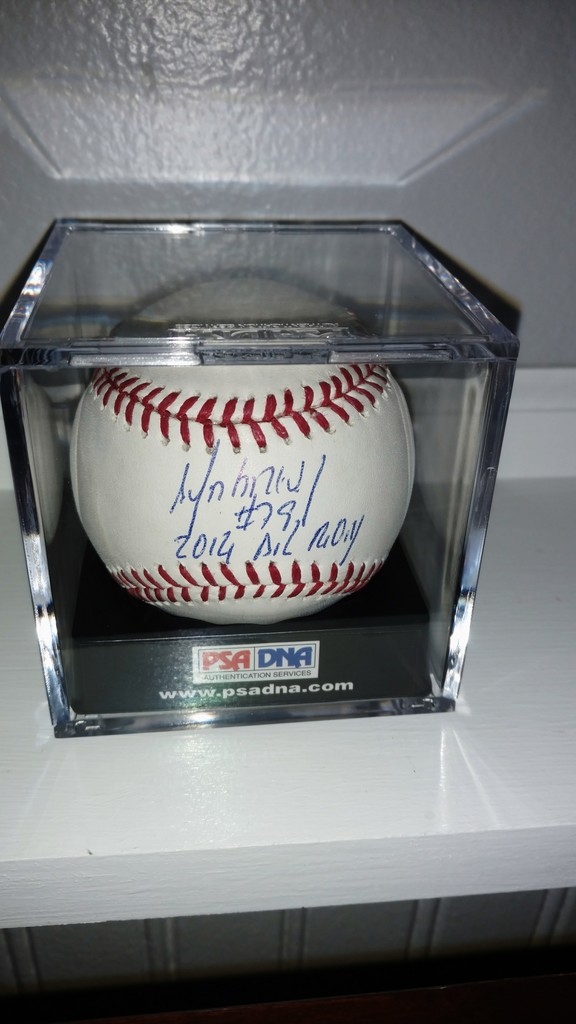 #79
2014 AL ROY
PSA DNA
AUTHENTICATION SERVICES
www.psadna.com